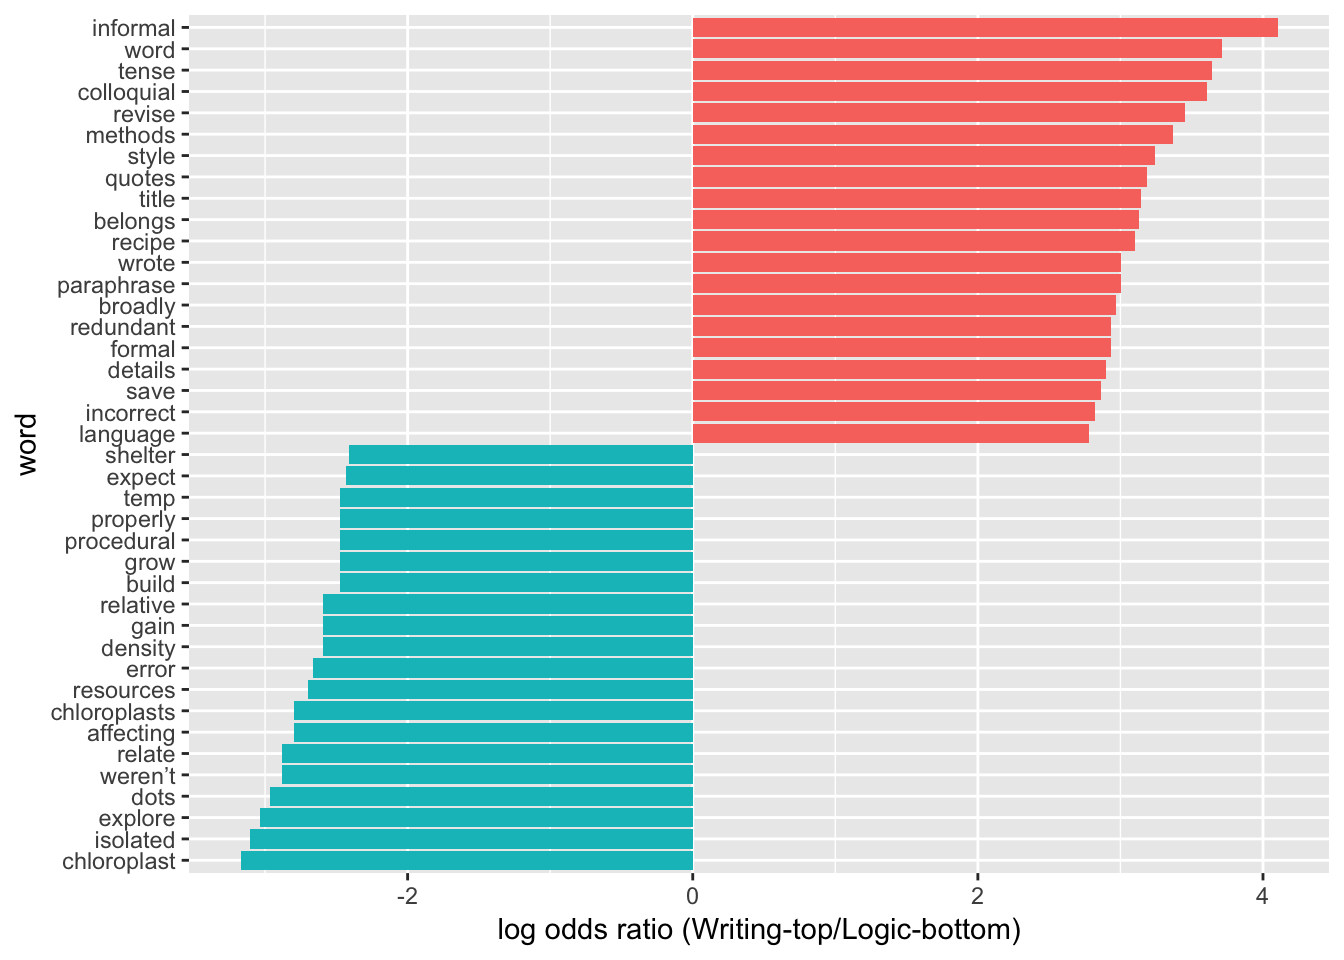 informal
word
tense
colloquial
revise
methods
style
quotes
title
belongs
recipe
wrote
paraphrase
broadly
redundant
formal
details
save
incorrect
language
shelter
expect
temp
properly
procedural
grow
build
relative
gain
density
error
resources
chloroplasts
affecting
relate
weren’t
dots
explore
isolated
chloroplast
word
-2 0 2 4
log odds ratio (Writing-top/Logic-bottom)